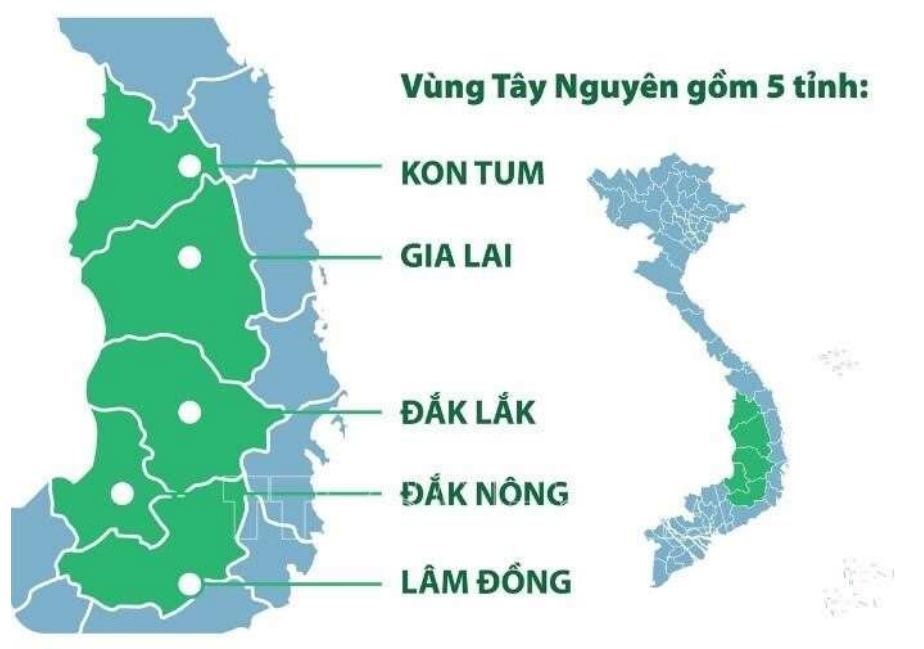 Vùng Tây Nguyên gồm 5 tỉnh:
KON TUM
GIA LAI
ĐẮK LẮK
ĐẮK NÔNG
LÂM ĐỒNG